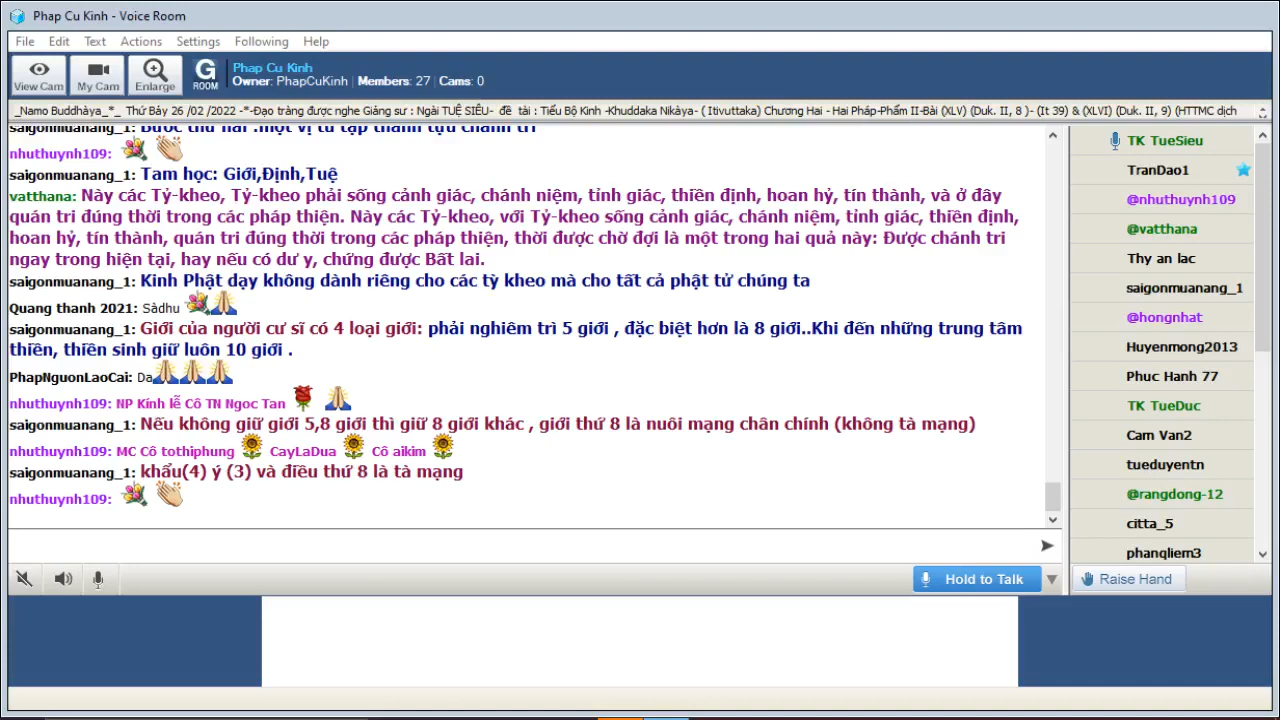 Phap Cu Kinh - Voice Room
File Edit Text Actions Settings Following Help
View Cam
My Cam
Enlarge
G
ROOM
Phap Cu Kinh
Owner: PhapCuKinh | Members: 27 | Cams: 0
_Namo Buddhàya_*_ Thứ Bảy 26 /02 /2022 -*-Đạo tràng được nghe Giảng sư : Ngài TUỆ SIÊU- đề tài : Tiểu Bộ Kinh -Khuddaka Nikàya- ( Itivuttaka) Chương Hai - Hai Pháp-Phẩm II-Bài (XLV) (Duk. II, 8 )- (It 39) & (XLVI) (Duk. II, 9) (HTTMC dịch
saigonmuanang_1: Bước thứ hai .một vị tu tập thành tựu chánh trí
nhuthuynh109:
saigonmuanang_1: Tam học: Giới,Định,Tuệ
vatthana: Này các Tỷ-kheo, Tỷ-kheo phải sống cảnh giác, chánh niệm, tỉnh giác, thiền định, hoan hỷ, tín thành, và ở đây
quán tri đúng thời trong các pháp thiện. Này các Tỷ-kheo, với Tỷ-kheo sống cảnh giác, chánh niệm, tỉnh giác, thiền định,
hoan hỷ, tín thành, quán tri đúng thời trong các pháp thiện, thời được chờ đợi là một trong hai quả này: Được chánh trí
ngay trong hiện tại, hay nếu có dư y, chứng được Bất lai.
saigonmuanang_1: Kinh Phật dạy không dành riêng cho các tỳ kheo mà cho tất cả phật tử chúng ta
Quang thanh 2021: Sàdhu
saigonmuanang_1: Giới của người cư sĩ có 4 loại giới: phải nghiêm trì 5 giới , đặc biệt hơn là 8 giới..Khi đến những trung tâm
thiền, thiền sinh giữ luôn 10 giới .
PhapNguonLaoCai: Dạ
nhuthuynh109: NP Kính lễ Cô TN Ngoc Tan
saigonmuanang_1: Nếu không giữ giới 5,8 giới thì giữ 8 giới khác , giới thứ 8 là nuôi mạng chân chính (không tà mạng)
nhuthuynh109: MC Cô tothiphung CayLaDua Cô aikim
saigonmuanang_1: khẩu(4) ý (3) và điều thứ 8 là tà mạng
nhuthuynh109:
Hold to Talk
TK TueSieu
TranDao1
@nhuthuynh109
@vatthana
Thy an lac
saigonmuanang_1
@hongnhat
Huyenmong2013
Phuc Hanh 77
TK TueDuc
Cam Van2
tueduyentn
@rangdong-12
citta_5
phanqliem3
Raise Hand